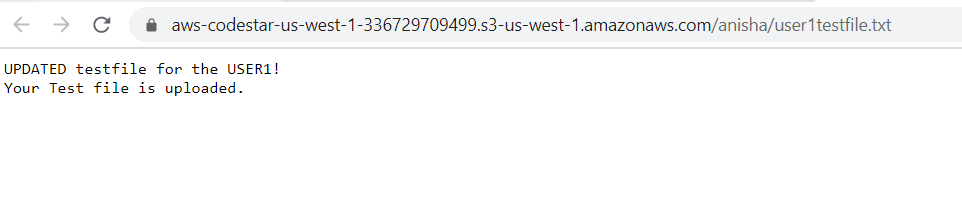 aws-codestar-us-west-1-336729709499.s3-us-west-1.amazonaws.com/anisha/user1testfile.txt
UPDATED testfile for the USER1!
Your Test file is uploaded.